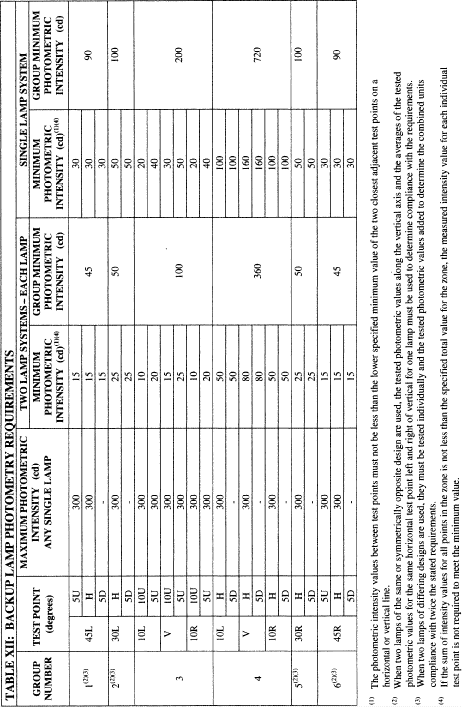 TABLE XII: BACKUP LAMP PHOTOMETRY REQUIREMENTS
TWO LAMP SYSTEMS – EACH LAMP SINGLE LAMP SYSTEM
GROUP NUMBER TEST POINT (degrees) MAXIMUM PHOTOMETRIC INTENSITY (cd) ANY SINGLE LAMP MINIMUM PHOTOMETRIC INTENSITY (cd)(1)(4) GROUP MINIMUM PHOTOMETRIC INTENSITY (cd) MINIMUM PHOTOMETRIC INTENSITY (cd)(1)(4) GROUP MINIMUM PHOTOMETRIC INTENSITY (cd)
5U 300 15 30
1(2)(3) 45L H 300 15 45 30 90
5D - 15 30
2(2)(3) 30L H 300 25 50 50 100
5D - 25 50
10L 10U 300 10 20
5U 300 20 40
3 V 10U 300 15 100 30 200
5U 300 25 50
10R 10U 300 10 20
5U 300 20 40
10L H 300 50 100
5D - 50 100
4 V H 300 80 360 160 720
5D - 80 160
10R H 300 50 100
5D - 50 100
5(2)(3) 30R H 300 25 50 50 100
5D - 25 50
5U 300 15 30
6(2)(3) 45R H 300 15 45 30 90
5D - 15 30
(1) The photometric intensity values between test points must not be less than the lower specified minimum value of the two closest adjacent test points on a
horizontal or vertical line.
(2) When two lamps of the same or symmetrically opposite design are used, the tested photometric values along the vertical axis and the averages of the tested
photometric values for the same horizontal test point left and right of vertical for one lamp must be used to determine compliance with the requirements.
(3) When two lamps of differing designs are used, they must be tested individually and the tested photometric values added to determine the combined units
compliance with twice the stated requirements.
(4) If the sum of intensity values for all points in the zone is not less than the specified total value for the zone, the measured intensity value for each individual
test point is not required to meet the minimum value.